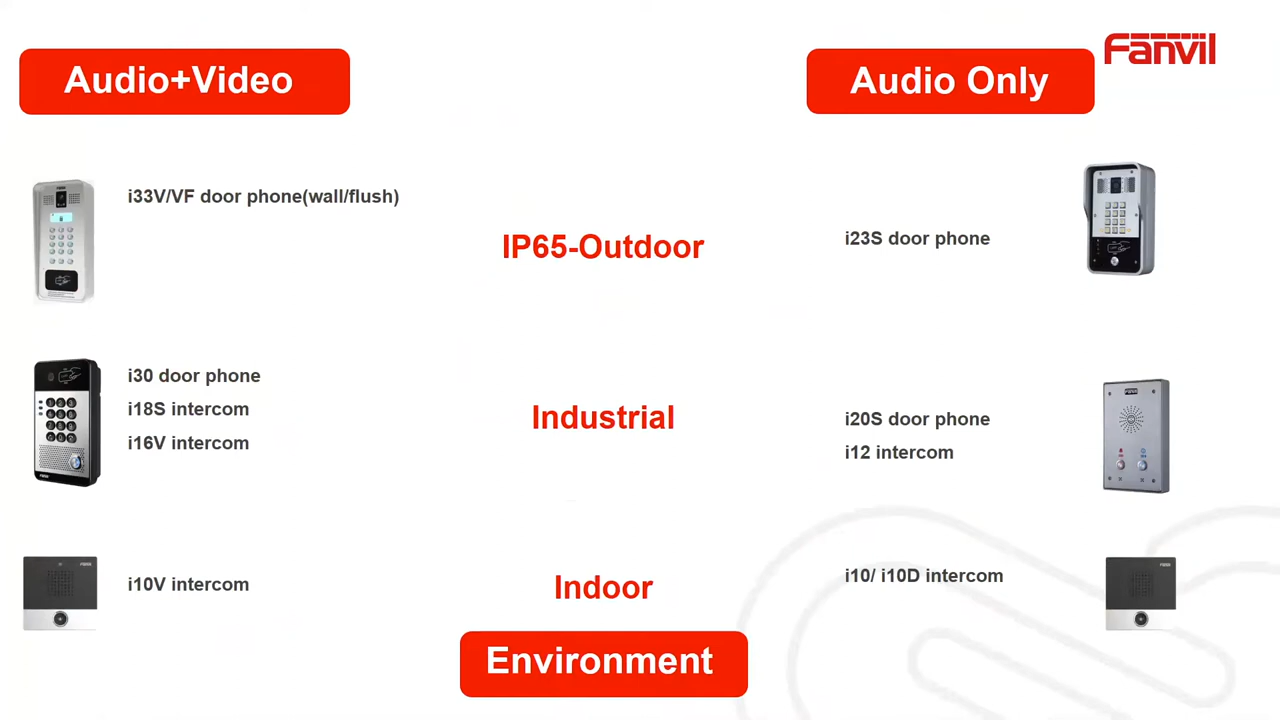 Audio+Video
Audio Only
Fanvil
i33V/VF door phone(wall/flush)
IP65-Outdoor
i23S door phone
i30 door phone
i18S intercom
i16V intercom
Industrial
i20S door phone
i12 intercom
i10V intercom
Indoor
i10/ i10D intercom
Environment